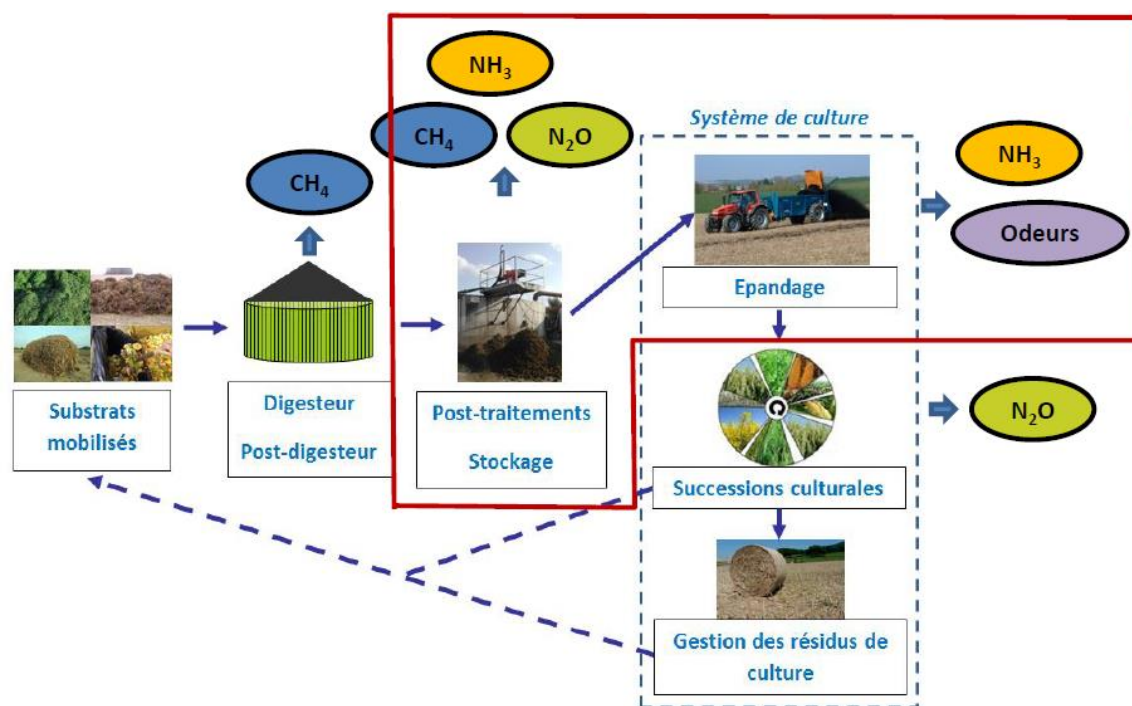 NH₃
CH₄
N₂O
CH₄
Système de culture
NH₃
Odeurs
Epandage
Substrats
mobilisés
Digesteur
Post-digesteur
Post-traitements
Stockage
N₂O
Successions culturales
Gestion des résidus de
culture